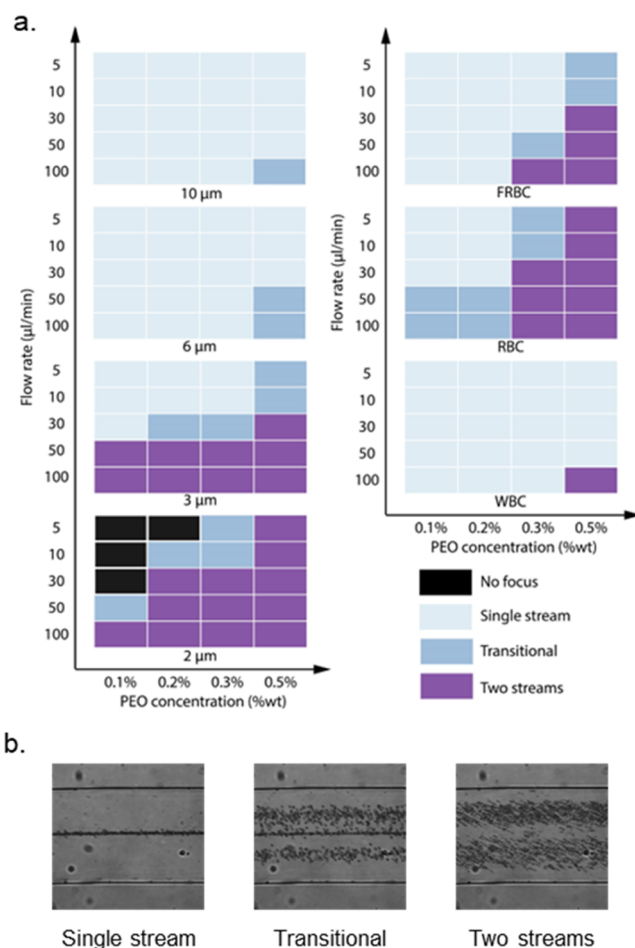 a.
Flow rate (µl/min)
5
10
30
50
100
10 µm
5
10
30
50
100
6 µm
5
10
30
50
100
3 µm
5
10
30
50
100
2 µm
0.1% 0.2% 0.3% 0.5%
PEO concentration (%wt)
Flow rate (µl/min)
5
10
30
50
100
FRBC
5
10
30
50
100
RBC
5
10
30
50
100
WBC
0.1% 0.2% 0.3% 0.5%
PEO concentration (%wt)
No focus
Single stream
Transitional
Two streams
b.
Single stream Transitional Two streams